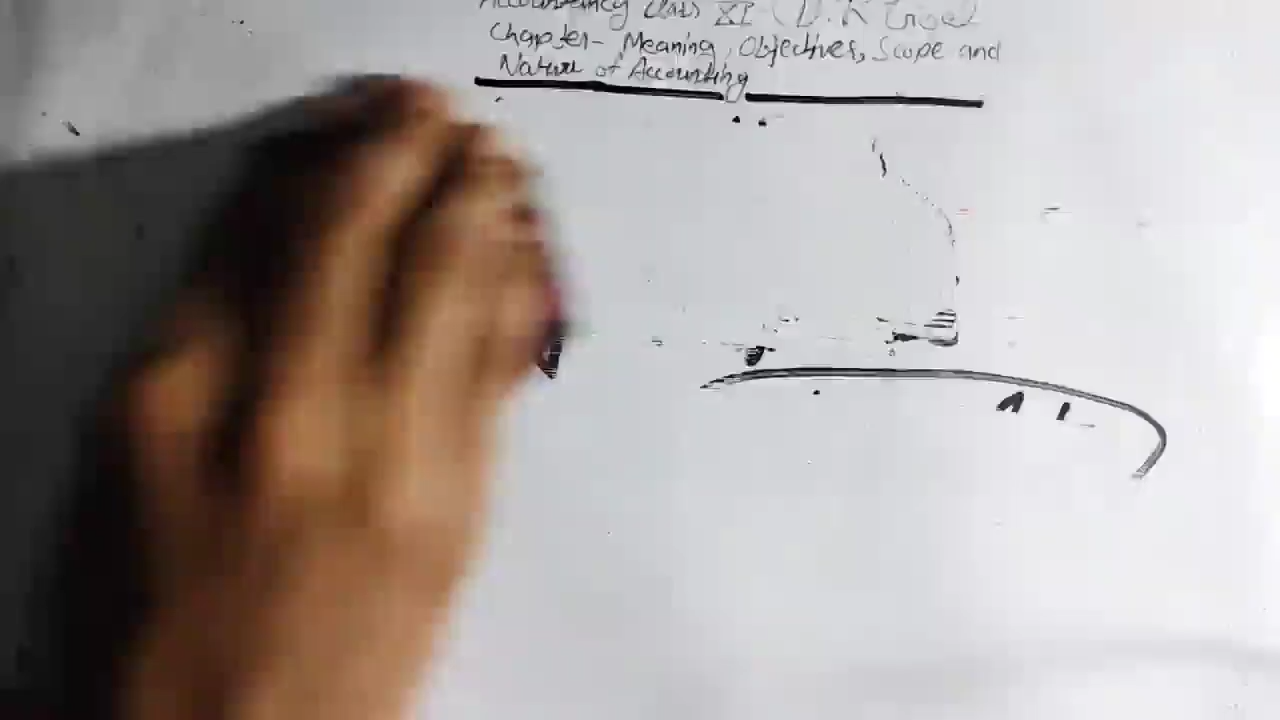 Accountancy Class XI (D.K Goel
Chapter- Meaning, Objectives, Scope and
Nature of Accounting